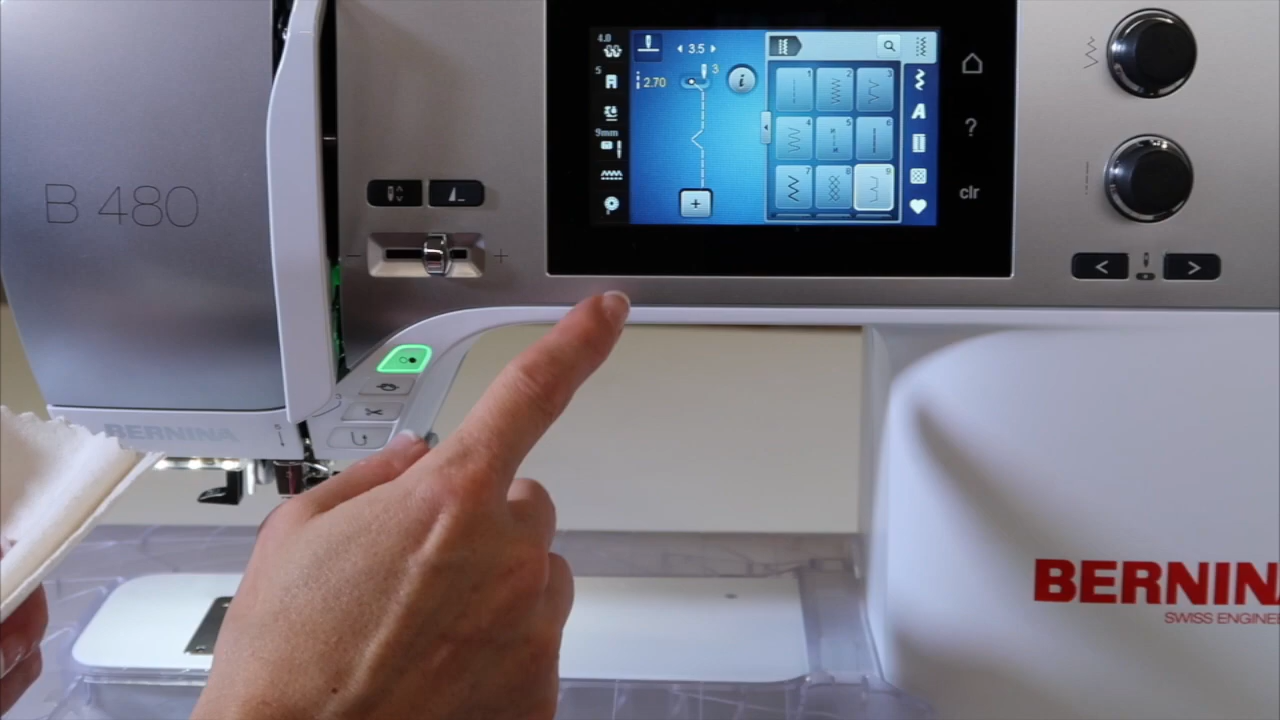 B 480
BERNINA
4.0
5
9mm
3.5
2.70
3
i
+
1
2
3
4
5
6
7
8
9
A
?
clr
-
+
<
>
BERNINA
SWISS ENGINE